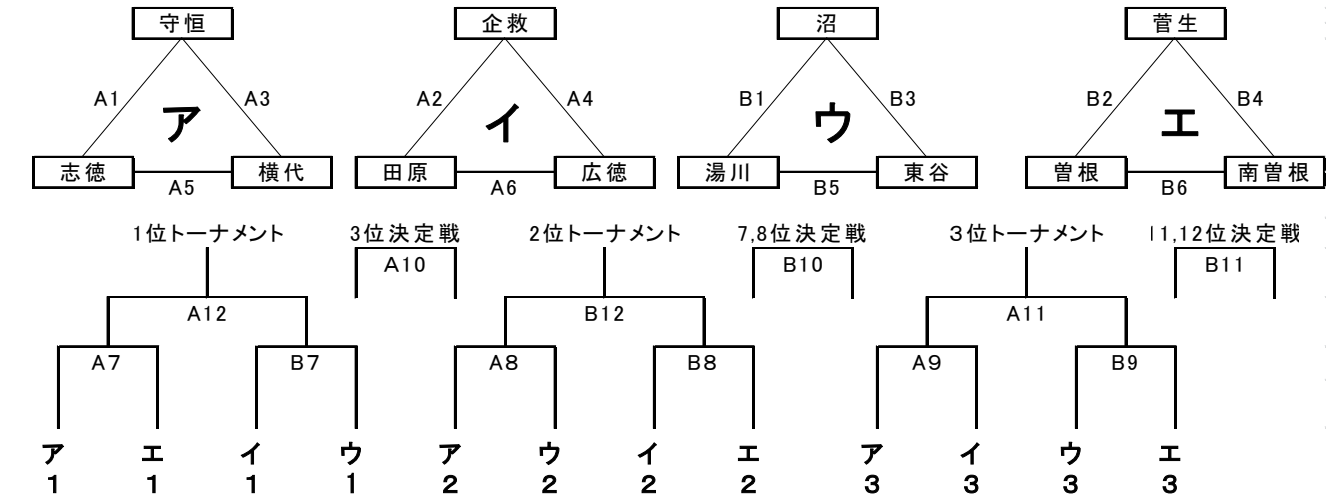 守恒 企救 沼 菅生
A1 A3 A2 A4 B1 B3 B2 B4
ア イ ウ エ
志徳 横代 田原 広徳 湯川 東谷 曽根 南曽根
A5 A6 B5 B6
1位トーナメント 3位決定戦 2位トーナメント 7,8位決定戦 3位トーナメント 11,12位決定戦
A10 B10 B11
A12 B12 A11
A7 B7 A8 B8 A9 B9
ア エ イ ウ ア ウ イ エ ア イ ウ エ
1 1 1 1 2 2 2 2 3 3 3 3